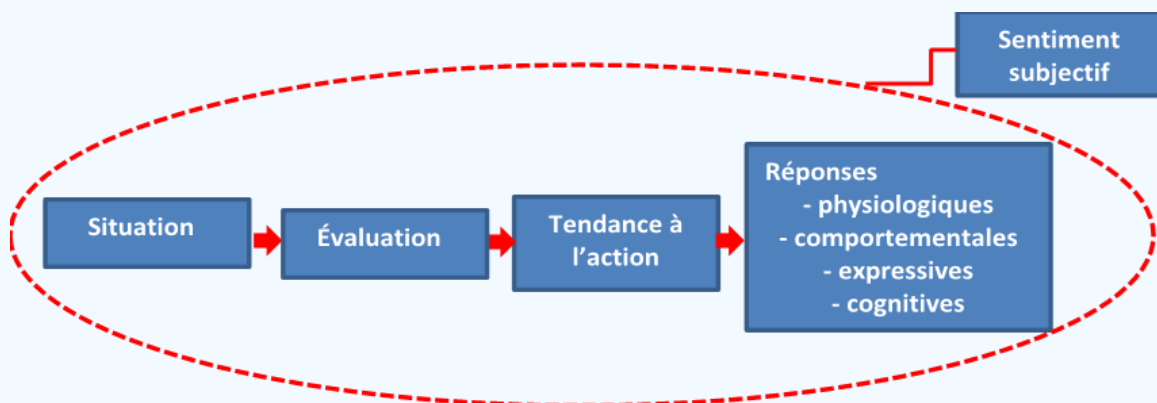 Sentiment
subjectif
Situation
Évaluation
Tendance à
l'action
Réponses
- physiologiques
- comportementales
- expressives
- cognitives